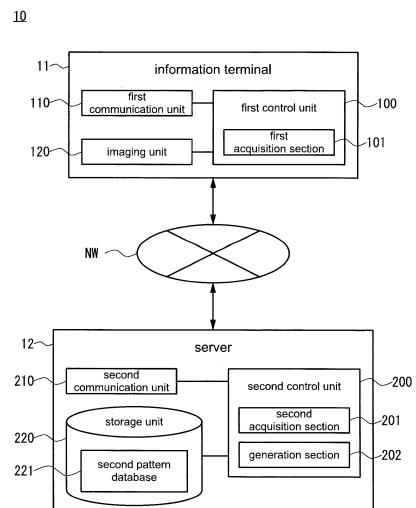 10
11
information terminal
110
first
communication unit
first control unit
100
first
acquisition section
101
120
imaging unit
NW
12
server
210
second
communication unit
second control unit
200
220
storage unit
second
acquisition section
201
221
second pattern
database
generation section
202